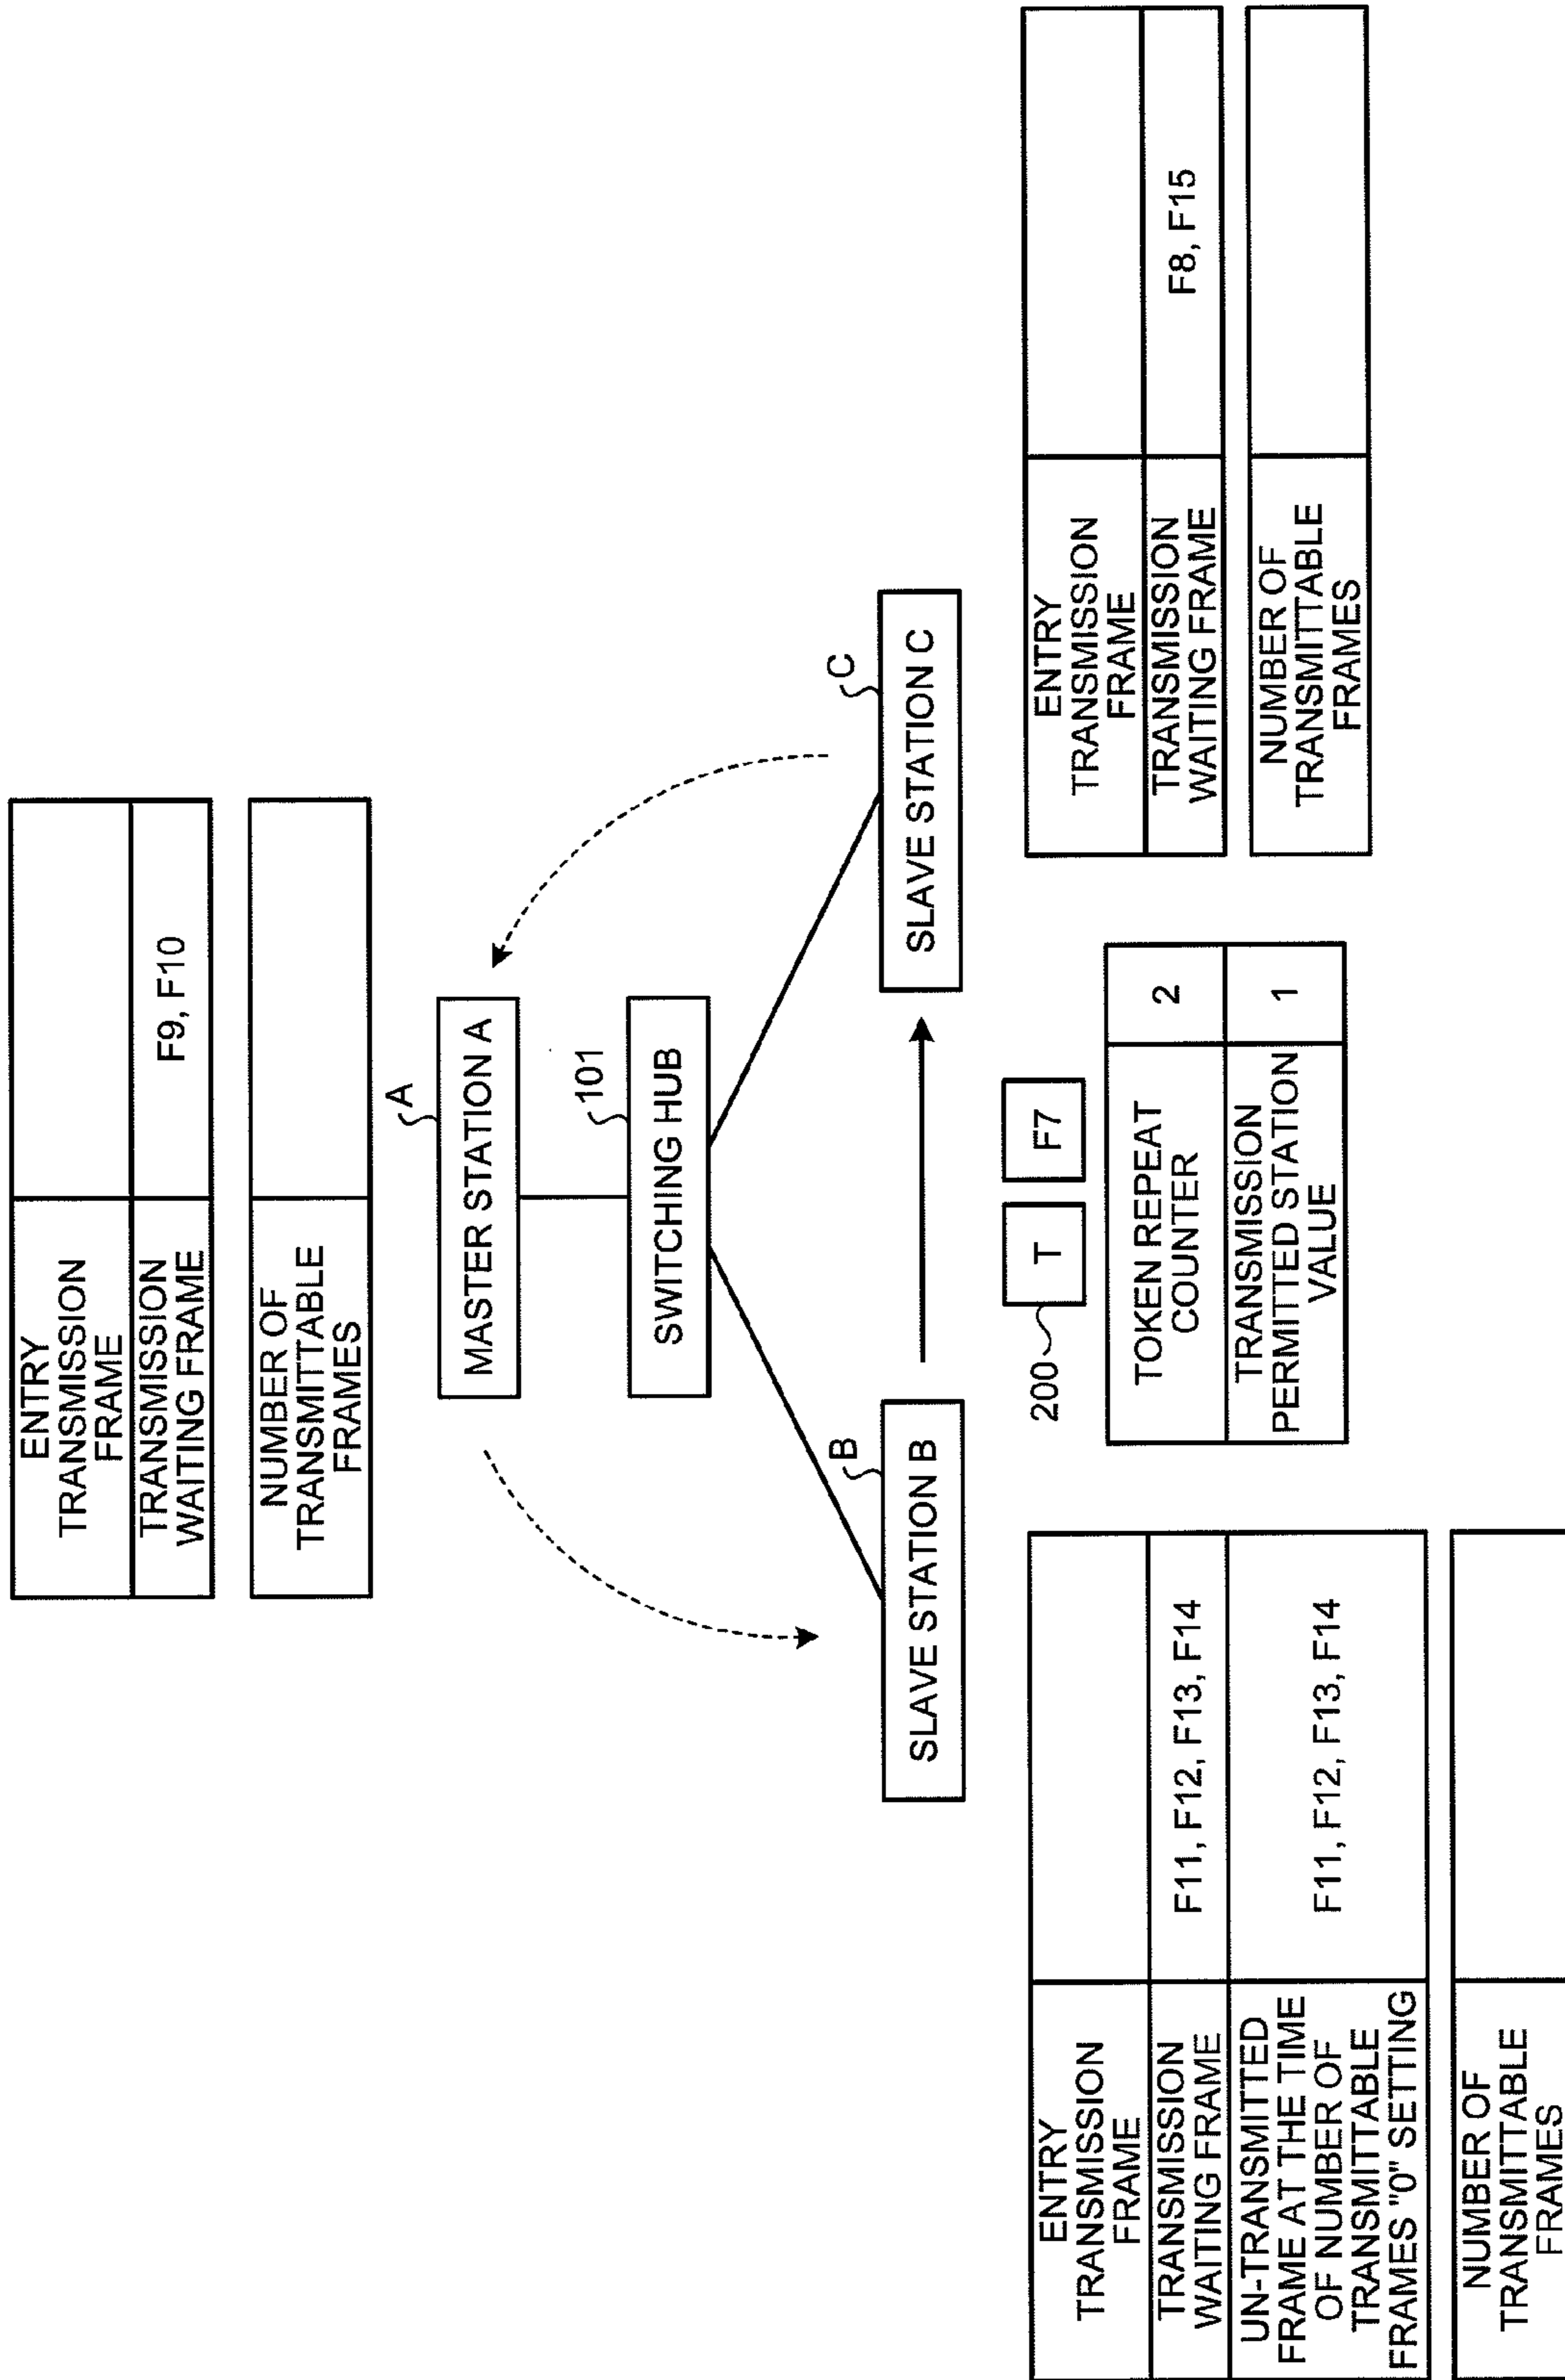 ENTRY
TRANSMISSION
FRAME
TRANSMISSION
WAITING FRAME
F9, F10
NUMBER OF
TRANSMITTABLE
FRAMES
A
MASTER STATION A
101
SWITCHING HUB
B
SLAVE STATION B
C
SLAVE STATION C
200
T
F7
TOKEN REPEAT
COUNTER
2
TRANSMISSION
PERMITTED STATION
VALUE
1
ENTRY
TRANSMISSION
FRAME
TRANSMISSION
WAITING FRAME
F11, F12, F13, F14
UN-TRANSMITTED
FRAME AT THE TIME
OF NUMBER OF
TRANSMITTABLE
FRAMES "0" SETTING
F11, F12, F13, F14
NUMBER OF
TRANSMITTABLE
FRAMES
ENTRY
TRANSMISSION
FRAME
TRANSMISSION
WAITING FRAME
F8, F15
NUMBER OF
TRANSMITTABLE
FRAMES